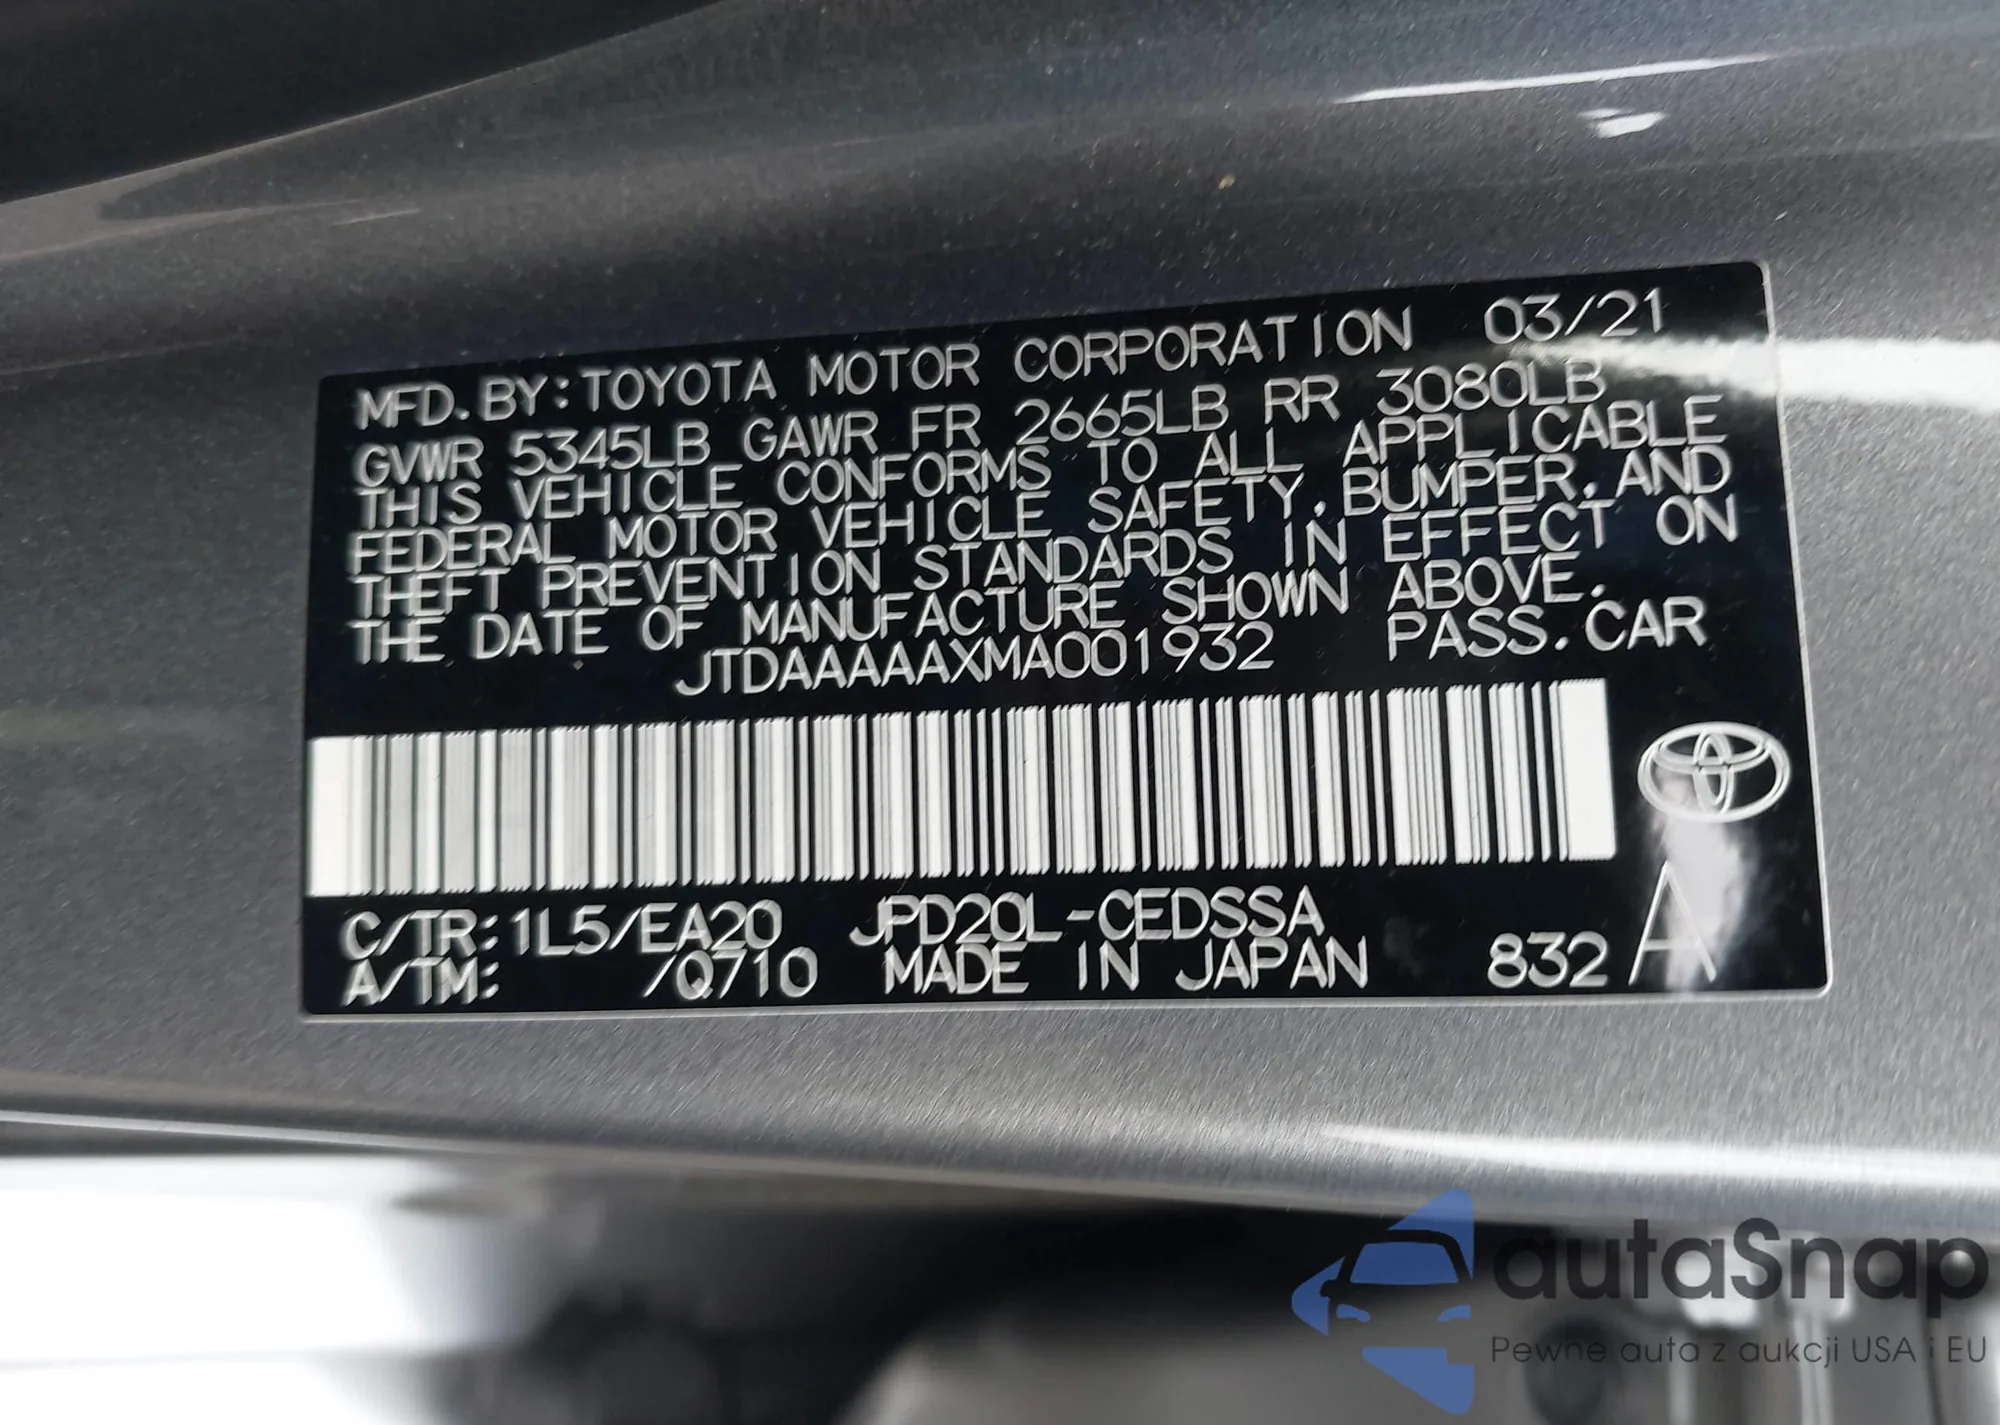 MFD. BY: TOYOTA MOTOR CORPORATION 03/21
GVWR 5345LB GAWR FR 2665LB RR 3080LB
THIS VEHICLE CONFORMS TO ALL APPLICABLE
FEDERAL MOTOR VEHICLE SAFETY, BUMPER, AND
THEFT PREVENTION STANDARDS IN EFFECT ON
THE DATE OF MANUFACTURE SHOWN ABOVE.
JTDAAAAAXMA001932 PASS. CAR
C/TR: 1L5/EA20 JPD20L-CEDSSA
A/TM: /Q710 MADE IN JAPAN 832 A
autaSnap
Pewne auta z aukcji USA i EU